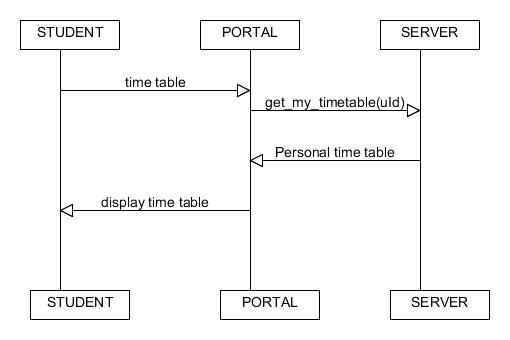 STUDENT
PORTAL
SERVER
time table
get_my_timetable(uId)
Personal time table
display time table
STUDENT
PORTAL
SERVER